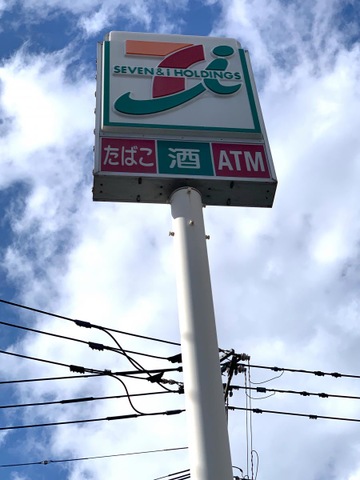 SEVEN & i HOLDINGS
たばこ 酒 ATM